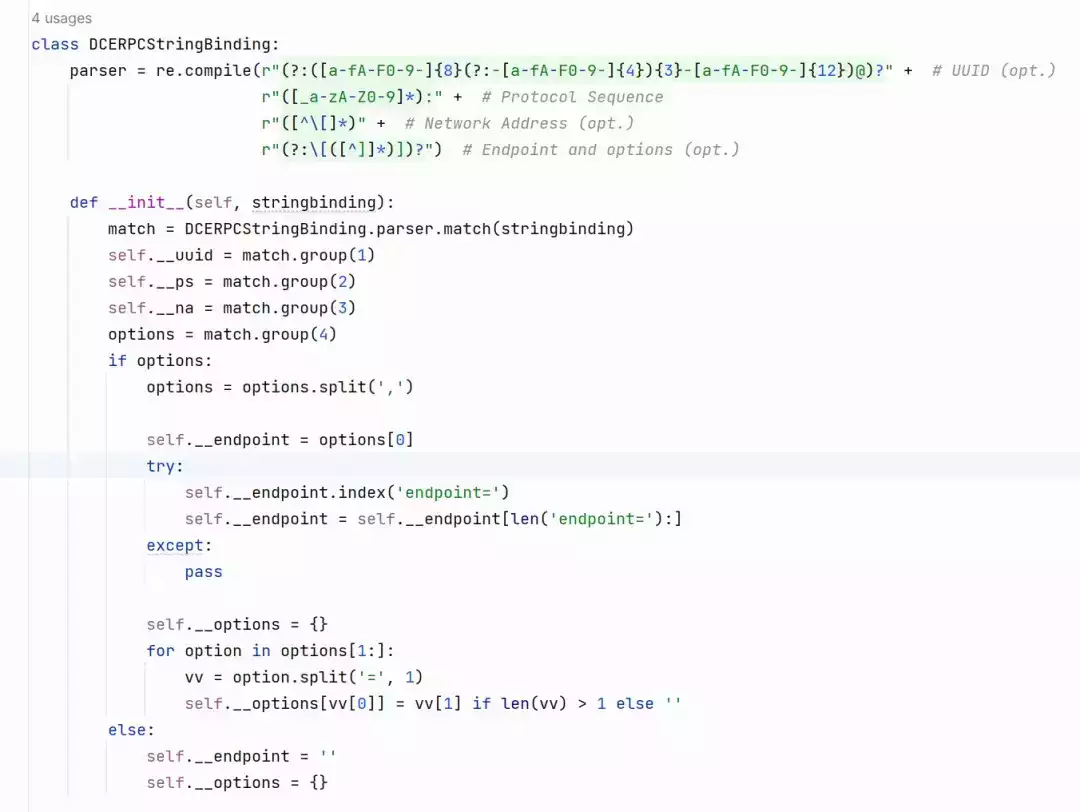 4 usages
class DCERPCStringBinding:
    parser = re.compile(r"(?:([a-fA-F0-9-]{8}(?:-[a-fA-F0-9-]{4}){3}-[a-fA-F0-9-]{12})@)?" +  # UUID (opt.)
                        r"([_a-zA-Z0-9]*):" +  # Protocol Sequence
                        r"([^\[]*)" +  # Network Address (opt.)
                        r"(?:\[([^]]*)])?")  # Endpoint and options (opt.)
    def __init__(self, stringbinding):
        match = DCERPCStringBinding.parser.match(stringbinding)
        self.__uuid = match.group(1)
        self.__ps = match.group(2)
        self.__na = match.group(3)
        options = match.group(4)
        if options:
            options = options.split(',')
            self.__endpoint = options[0]
            try:
                self.__endpoint.index('endpoint=')
                self.__endpoint = self.__endpoint[len('endpoint='):]
            except:
                pass
            self.__options = {}
            for option in options[1:]:
                vv = option.split('=', 1)
                self.__options[vv[0]] = vv[1] if len(vv) > 1 else ''
        else:
            self.__endpoint = ''
            self.__options = {}